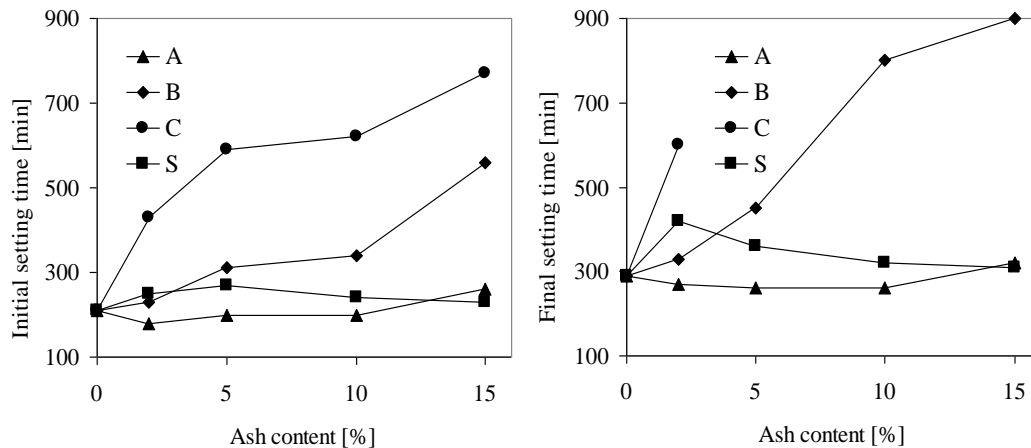 Initial setting time [min]
900
700
500
300
100
A
B
C
S
0 5 10 15
Ash content [%]
Final setting time [min]
900
700
500
300
100
A
B
C
S
0 5 10 15
Ash content [%]